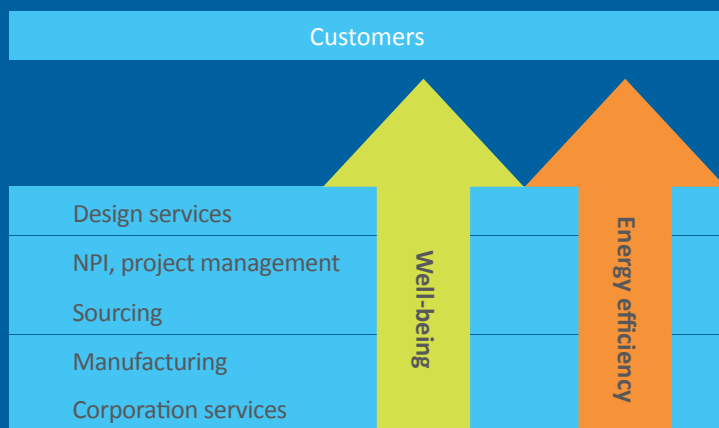 Customers
Design services
NPI, project management
Sourcing
Manufacturing
Corporation services
Well-being
Energy efficiency